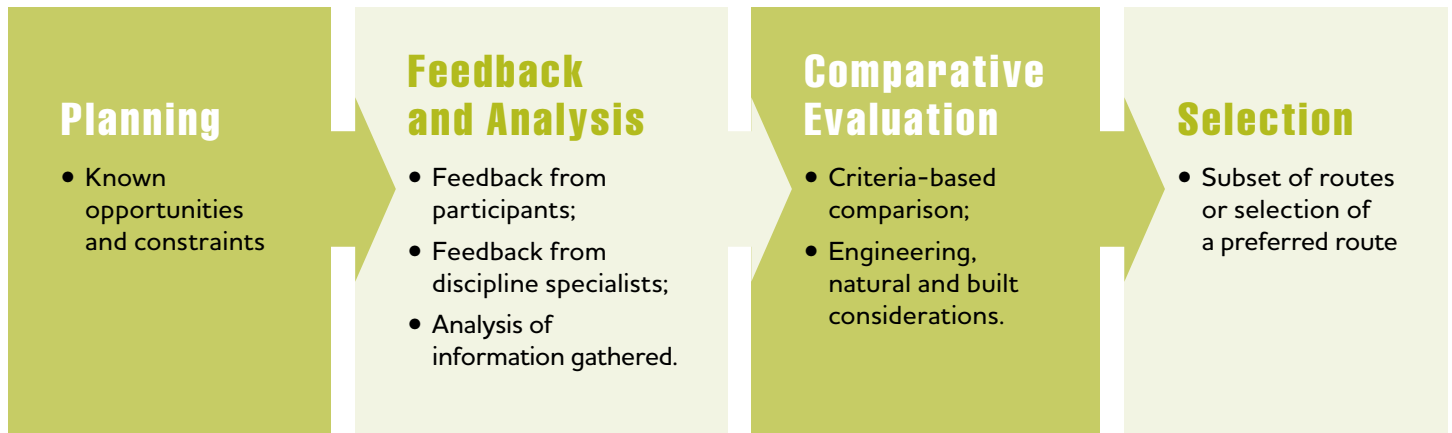 Planning
• Known
opportunities
and constraints
Feedback
and Analysis
• Feedback from
participants;
• Feedback from
discipline specialists;
• Analysis of
information gathered.
Comparative
Evaluation
• Criteria-based
comparison;
• Engineering,
natural and built
considerations.
Selection
• Subset of routes
or selection of
a preferred route